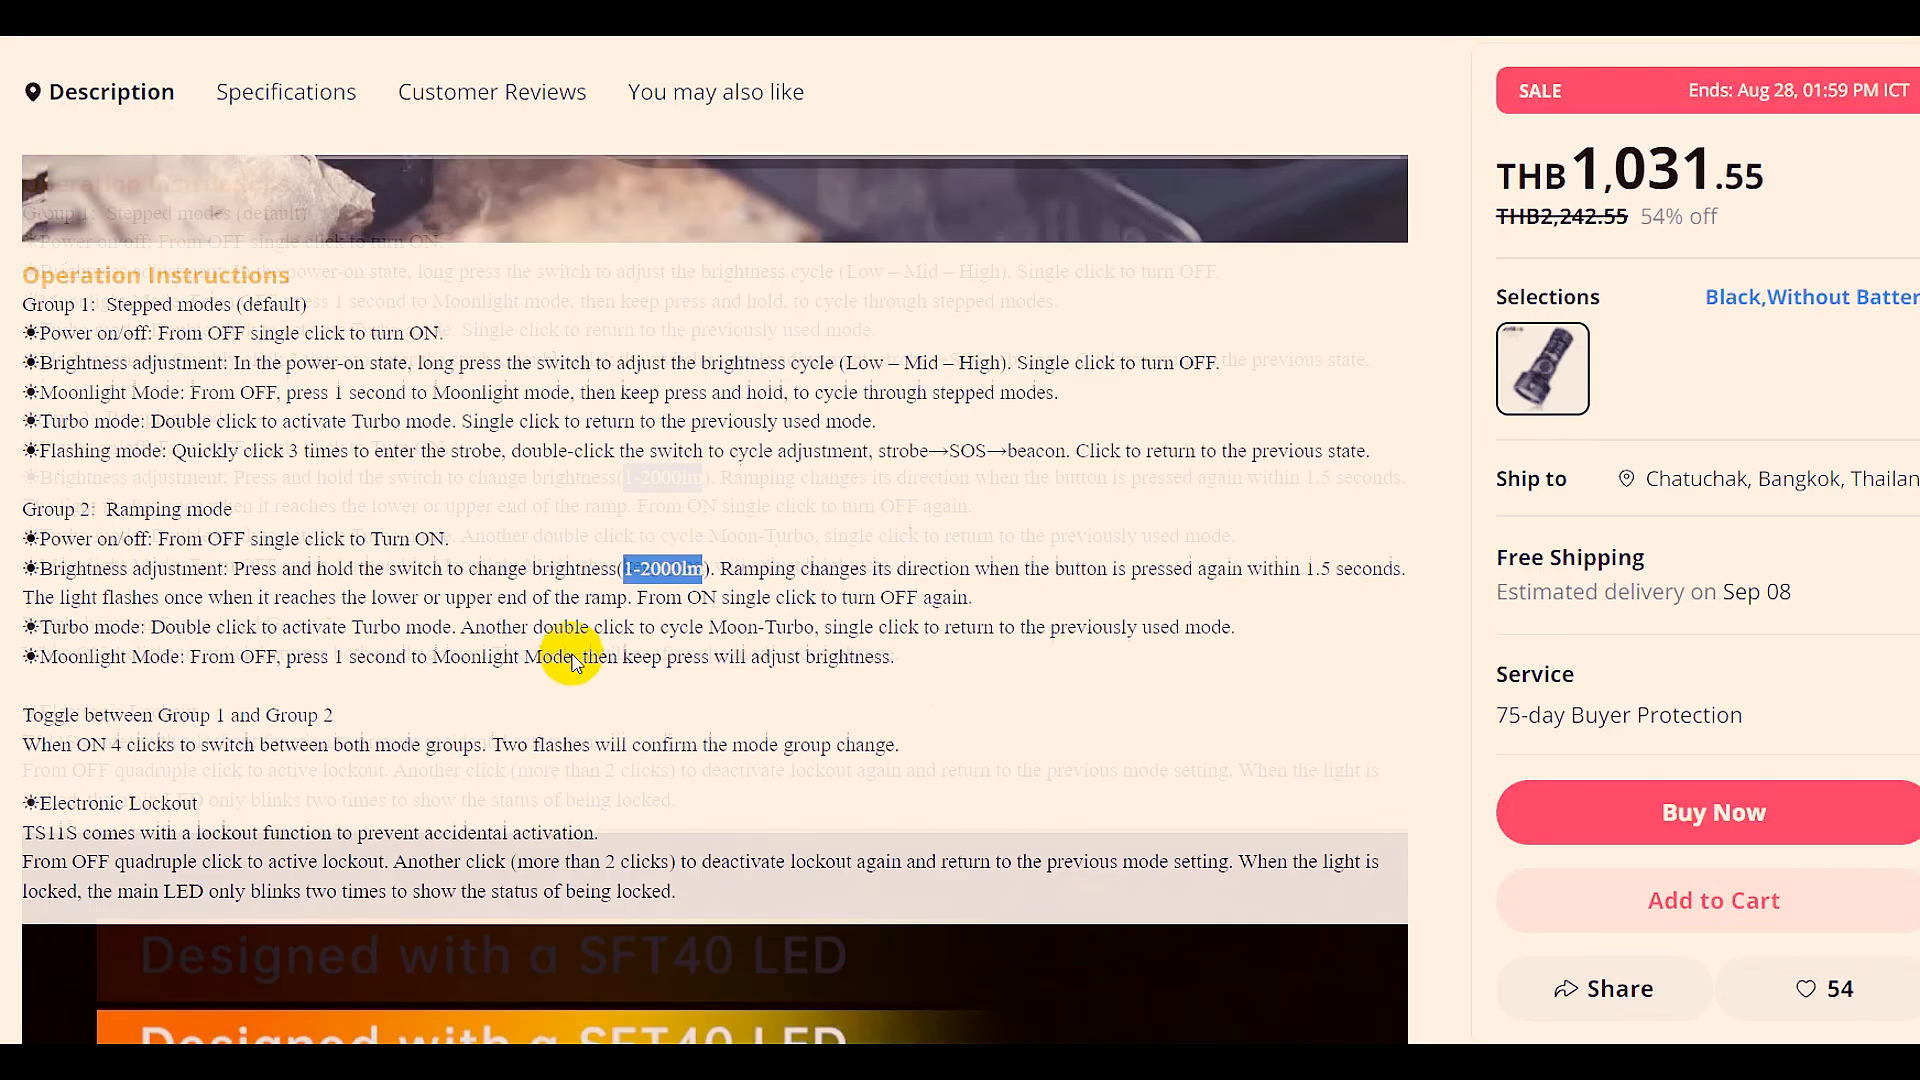 Description Specifications Customer Reviews You may also like
Operation Instructions
Group 1: Stepped modes (default)
☀Power on/off: From OFF single click to turn ON.
☀Brightness adjustment: In the power-on state, long press the switch to adjust the brightness cycle (Low – Mid – High). Single click to turn OFF.
☀Moonlight Mode: From OFF, press 1 second to Moonlight mode, then keep press and hold, to cycle through stepped modes.
☀Turbo mode: Double click to activate Turbo mode. Single click to return to the previously used mode.
☀Flashing mode: Quickly click 3 times to enter the strobe, double-click the switch to cycle adjustment, strobe→SOS→beacon. Click to return to the previous state.
Group 2: Ramping mode
☀Power on/off: From OFF single click to Turn ON.
☀Brightness adjustment: Press and hold the switch to change brightness(1-2000lm). Ramping changes its direction when the button is pressed again within 1.5 seconds.
The light flashes once when it reaches the lower or upper end of the ramp. From ON single click to turn OFF again.
☀Turbo mode: Double click to activate Turbo mode. Another double click to cycle Moon-Turbo, single click to return to the previously used mode.
☀Moonlight Mode: From OFF, press 1 second to Moonlight Mode, then keep press will adjust brightness.
Toggle between Group 1 and Group 2
When ON 4 clicks to switch between both mode groups. Two flashes will confirm the mode group change.
☀Electronic Lockout
TS11S comes with a lockout function to prevent accidental activation.
From OFF quadruple click to active lockout. Another click (more than 2 clicks) to deactivate lockout again and return to the previous mode setting. When the light is
locked, the main LED only blinks two times to show the status of being locked.
Designed with a SFT40 LED
Designed with a SFT40 LED
SALE Ends: Aug 28, 01:59 PM ICT
THB1,031.55
THB2,242.55 54% off
Selections Black,Without Batter
Ship to Chatuchak, Bangkok, Thailan
Free Shipping
Estimated delivery on Sep 08
Service
75-day Buyer Protection
Buy Now
Add to Cart
Share 54